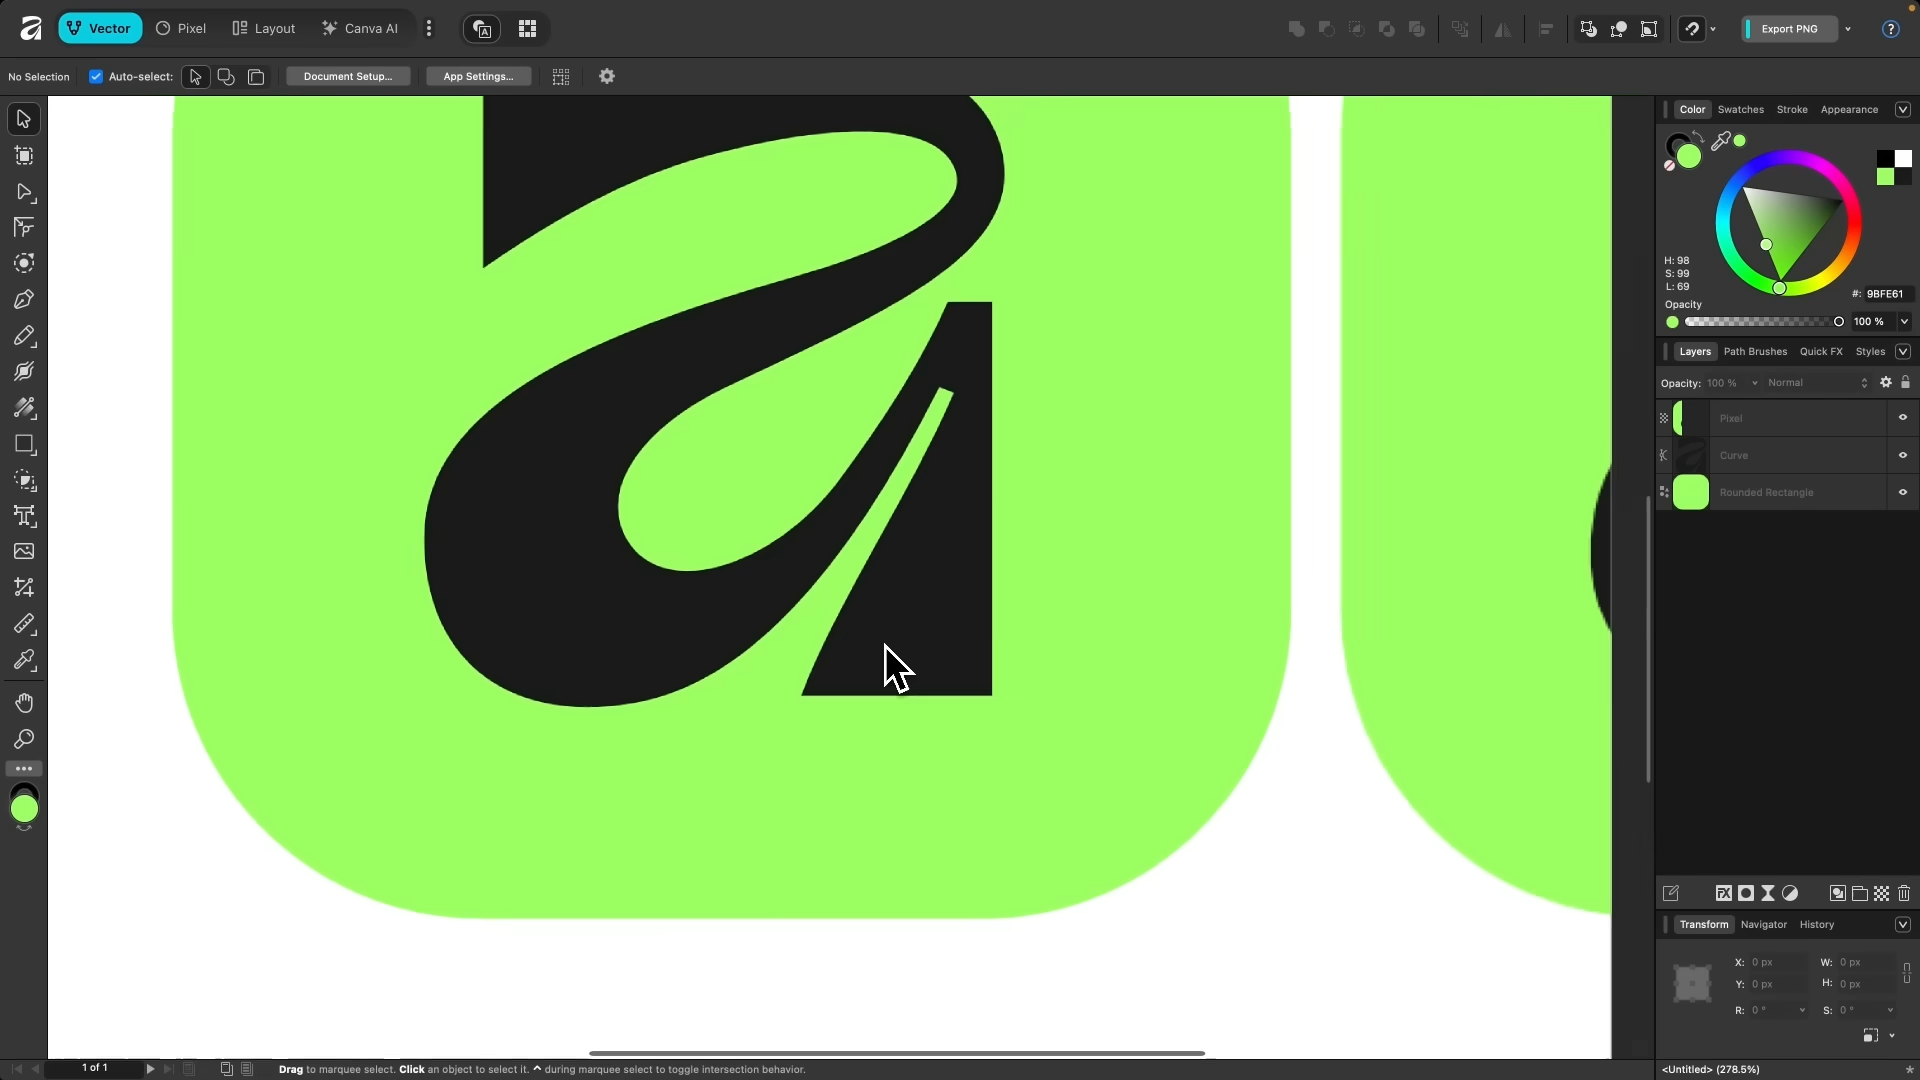 Vector Pixel Layout Canva AI Export PNG ?
No Selection Auto-select: Document Setup... App Settings...
Color Swatches Stroke Appearance
H: 98
S: 99
L: 69
#: 9BFE61
Opacity
100 %
Layers Path Brushes Quick FX Styles
Opacity: 100 % Normal
Pixel
Curve
Rounded Rectangle
Transform Navigator History
X: 0 px W: 0 px
Y: 0 px H: 0 px
R: 0 ° S: 0 °
1 of 1 Drag to marquee select. Click an object to select it. ⌃ during marquee select to toggle intersection behavior. <Untitled> (278.5%) *